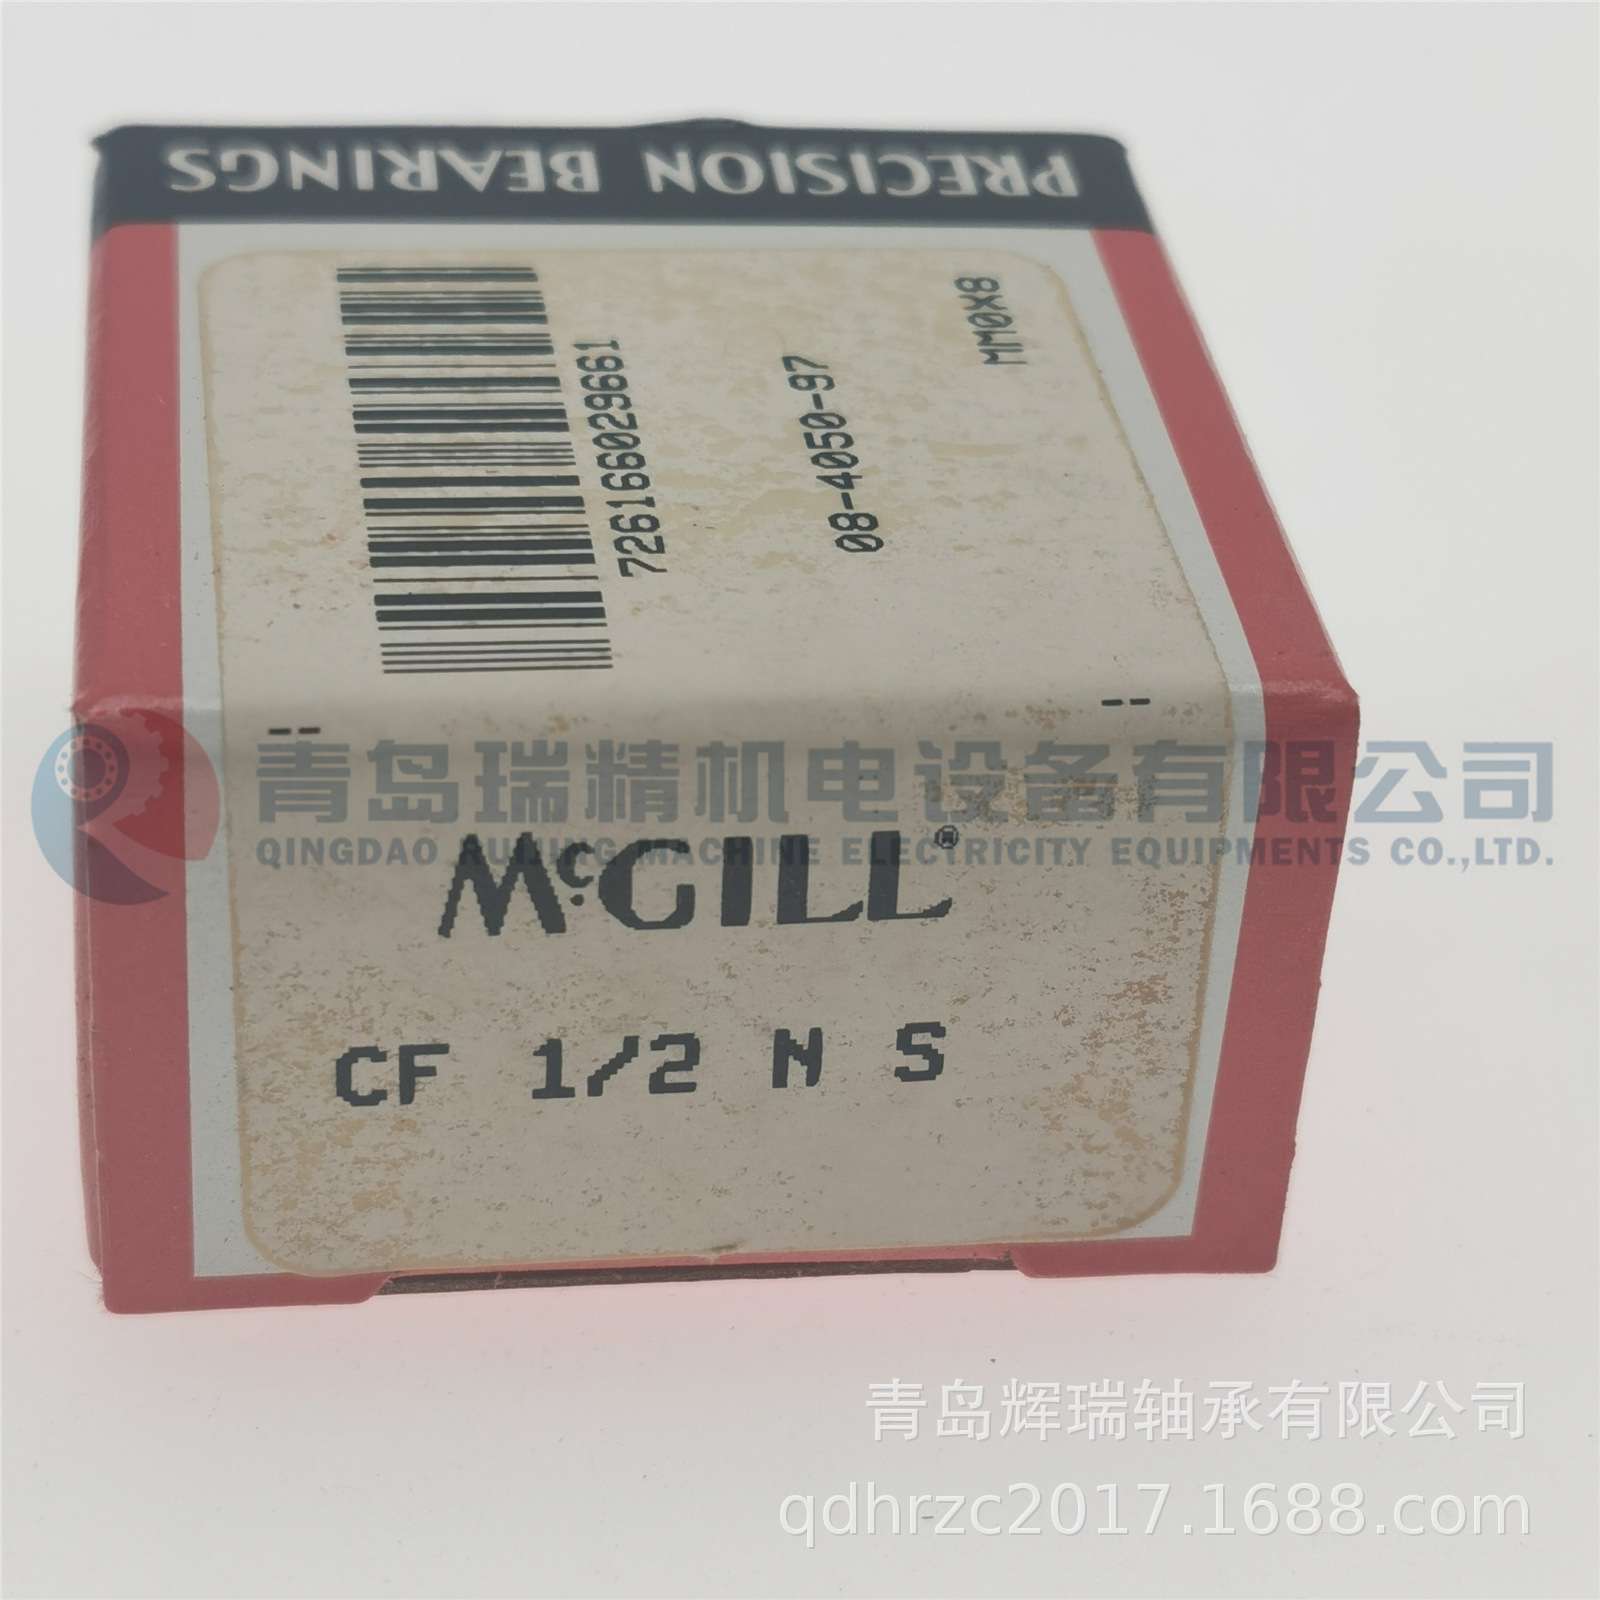 PRECISION BEARINGS
MM0X8
08-4050-97
726166029661
青岛瑞精机电设备有限公司
QINGDAO RUIJING MACHINE ELECTRICITY EQUIPMENTS CO.,LTD.
McGILL®
CF 1/2 N S
青岛辉瑞轴承有限公司
qdhrzc2017.1688.com